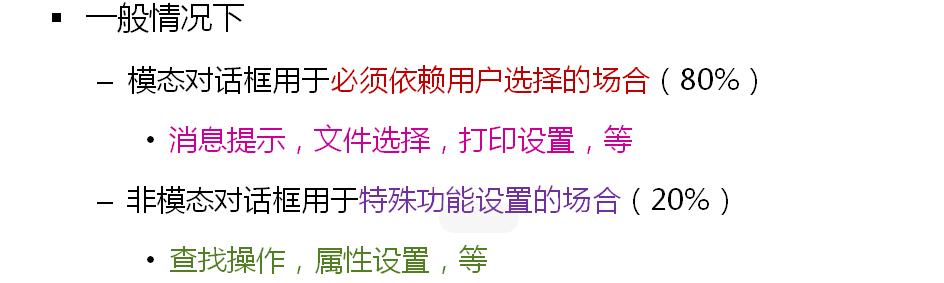 ▪ 一般情况下
– 模态对话框用于必须依赖用户选择的场合（80%）
• 消息提示，文件选择，打印设置，等
– 非模态对话框用于特殊功能设置的场合（20%）
• 查找操作，属性设置，等